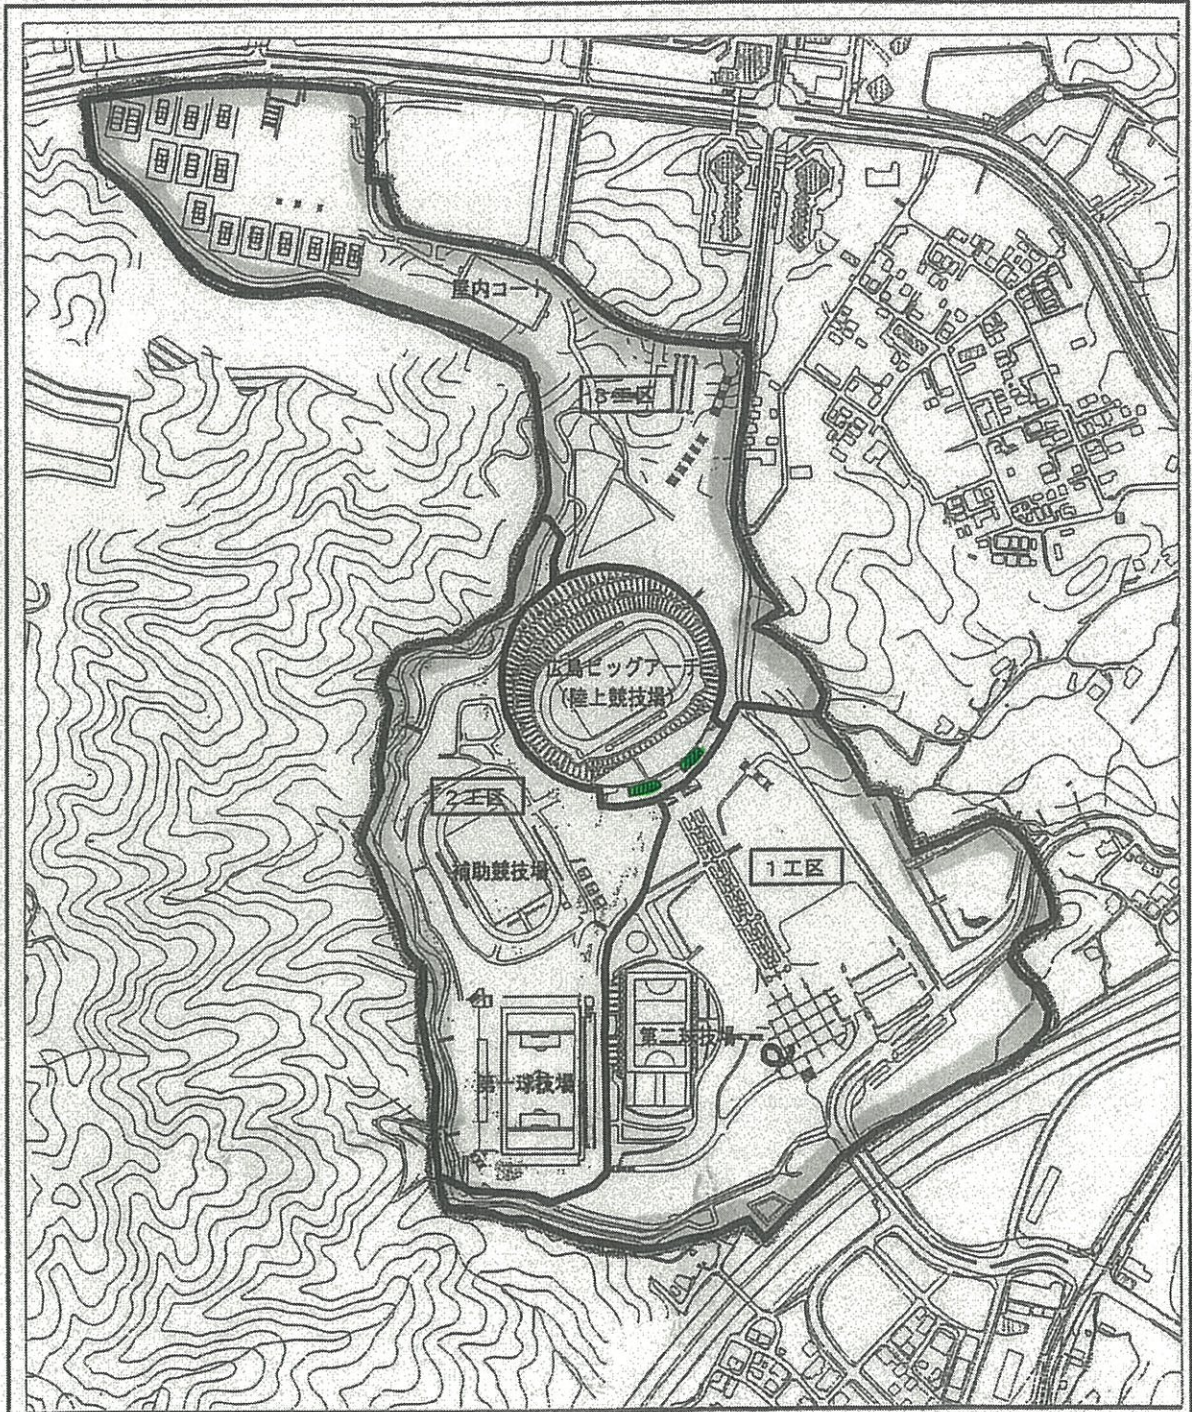 屋内コート
3工区
広島ビッグアーチ
(陸上競技場)
2工区
1工区
補助競技場
第二球技場
第一球技場